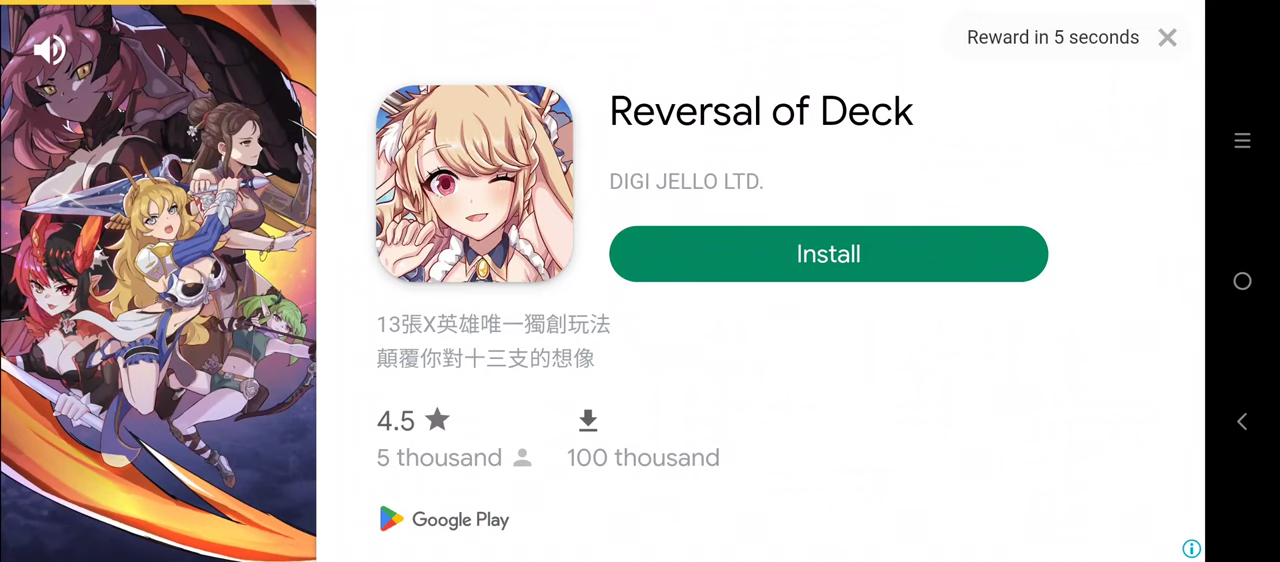 Reward in 5 seconds
Reversal of Deck
DIGI JELLO LTD.
Install
13張X英雄唯一獨創玩法
顛覆你對十三支的想像
4.5
5 thousand
100 thousand
Google Play